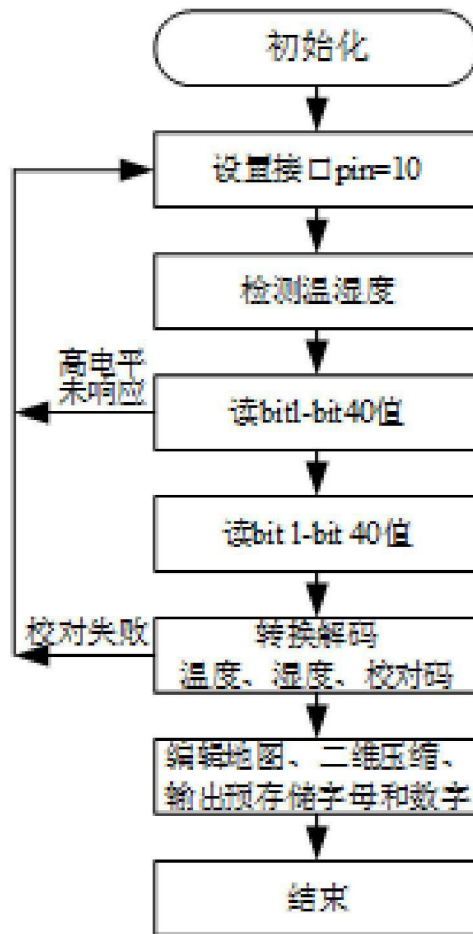 初始化
设置接口pin=10
检测温湿度
高电平
未响应
读bit1-bit40值
读bit 1-bit 40值
校对失败
转换解码
温度、湿度、校对码
编辑地图、二维压缩、
输出预存储字母和数字
结束